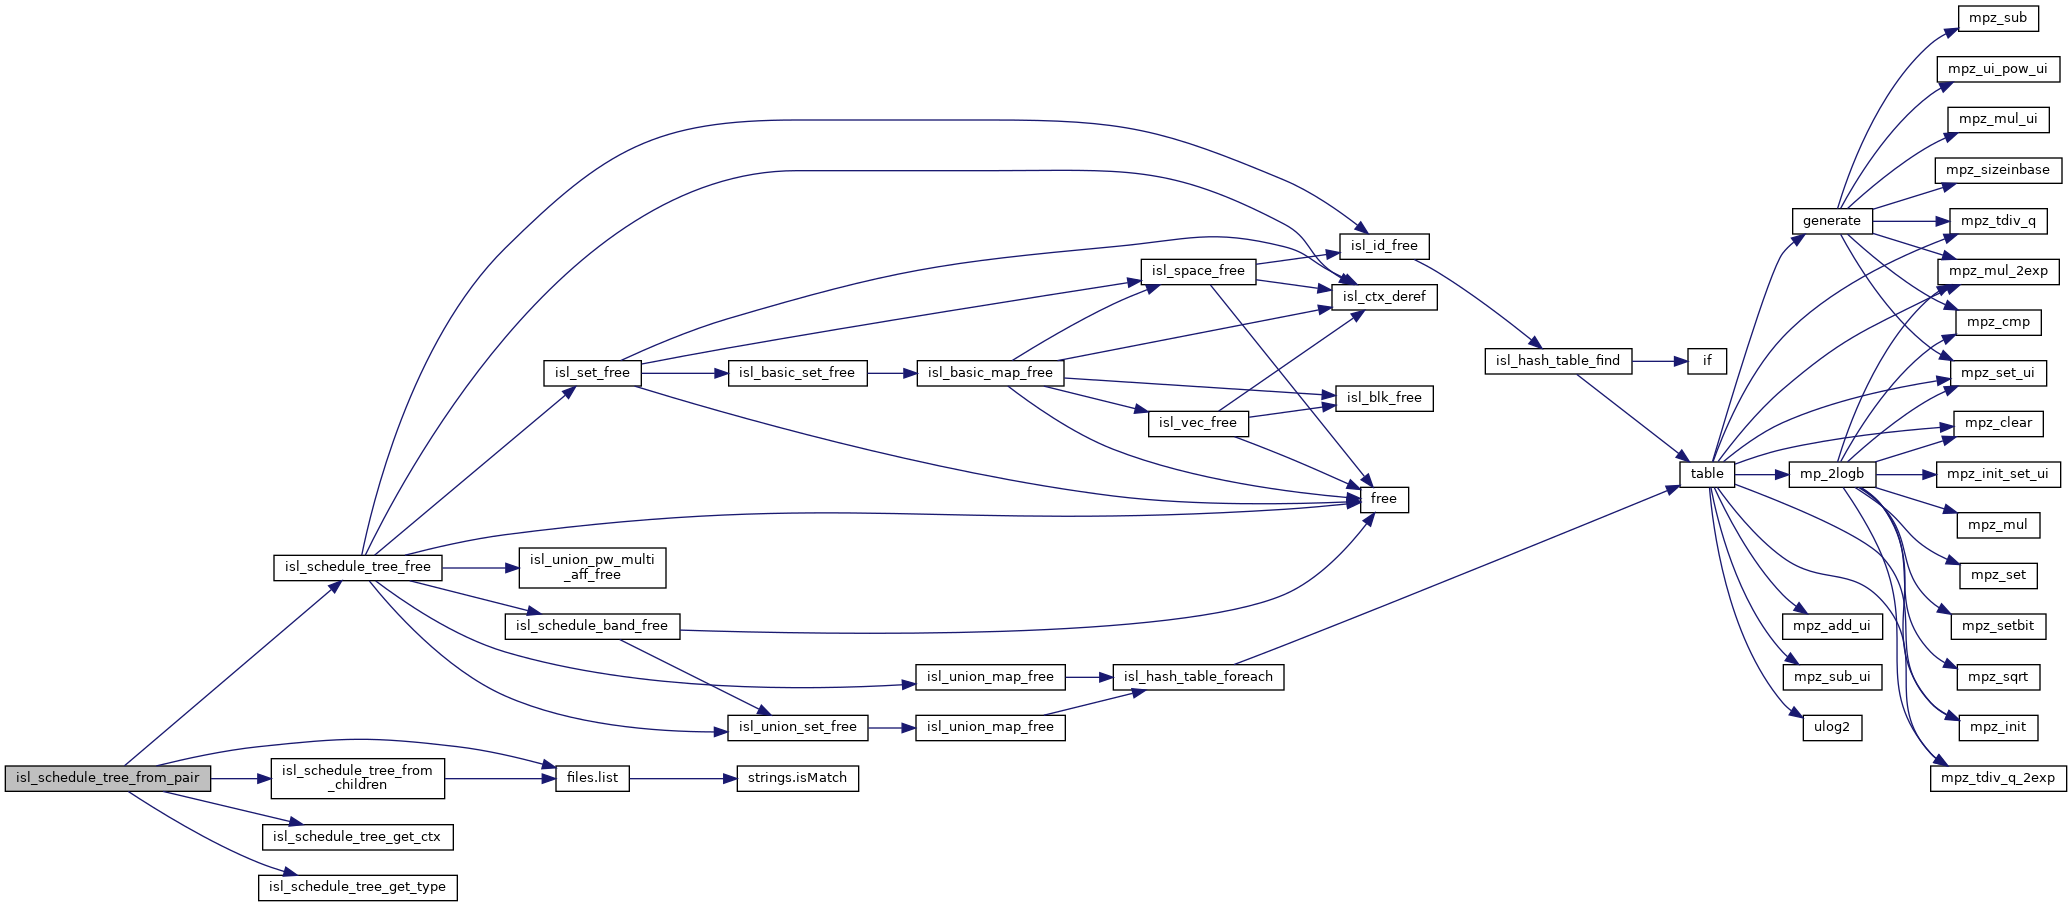 mpz_sub
mpz_ui_pow_ui
mpz_mul_ui
mpz_sizeinbase
generate
mpz_tdiv_q
isl_id_free
isl_space_free
mpz_mul_2exp
isl_ctx_deref
mpz_cmp
isl_hash_table_find
if
isl_set_free
isl_basic_set_free
isl_basic_map_free
mpz_set_ui
isl_blk_free
isl_vec_free
mpz_clear
table
mp_2logb
mpz_init_set_ui
free
mpz_mul
isl_schedule_tree_free
isl_union_pw_multi
_aff_free
mpz_set
isl_schedule_band_free
mpz_add_ui
mpz_setbit
isl_union_map_free
isl_hash_table_foreach
mpz_sub_ui
mpz_sqrt
isl_union_set_free
isl_union_map_free
ulog2
mpz_init
isl_schedule_tree_from_pair
isl_schedule_tree_from
_children
files.list
strings.isMatch
mpz_tdiv_q_2exp
isl_schedule_tree_get_ctx
isl_schedule_tree_get_type